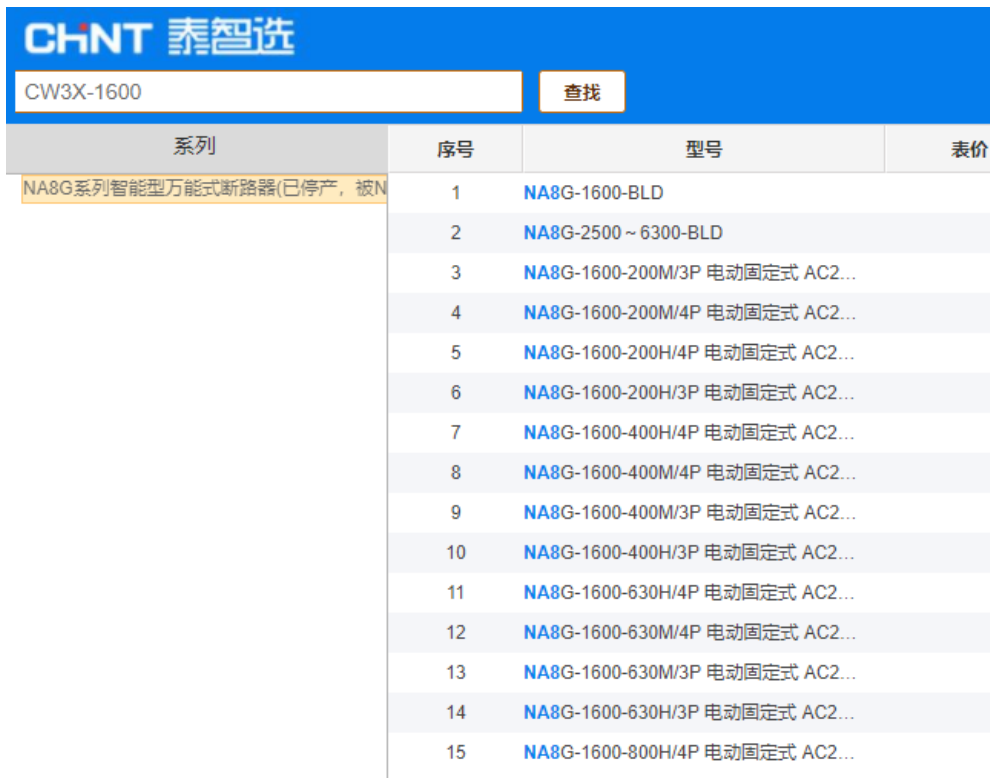 CHNT 泰智选
CW3X-1600 查找
系列 序号 型号 表价
NA8G系列智能型万能式断路器(已停产，被N
1 NA8G-1600-BLD
2 NA8G-2500～6300-BLD
3 NA8G-1600-200M/3P 电动固定式 AC2...
4 NA8G-1600-200M/4P 电动固定式 AC2...
5 NA8G-1600-200H/4P 电动固定式 AC2...
6 NA8G-1600-200H/3P 电动固定式 AC2...
7 NA8G-1600-400H/4P 电动固定式 AC2...
8 NA8G-1600-400M/4P 电动固定式 AC2...
9 NA8G-1600-400M/3P 电动固定式 AC2...
10 NA8G-1600-400H/3P 电动固定式 AC2...
11 NA8G-1600-630H/4P 电动固定式 AC2...
12 NA8G-1600-630M/4P 电动固定式 AC2...
13 NA8G-1600-630M/3P 电动固定式 AC2...
14 NA8G-1600-630H/3P 电动固定式 AC2...
15 NA8G-1600-800H/4P 电动固定式 AC2...